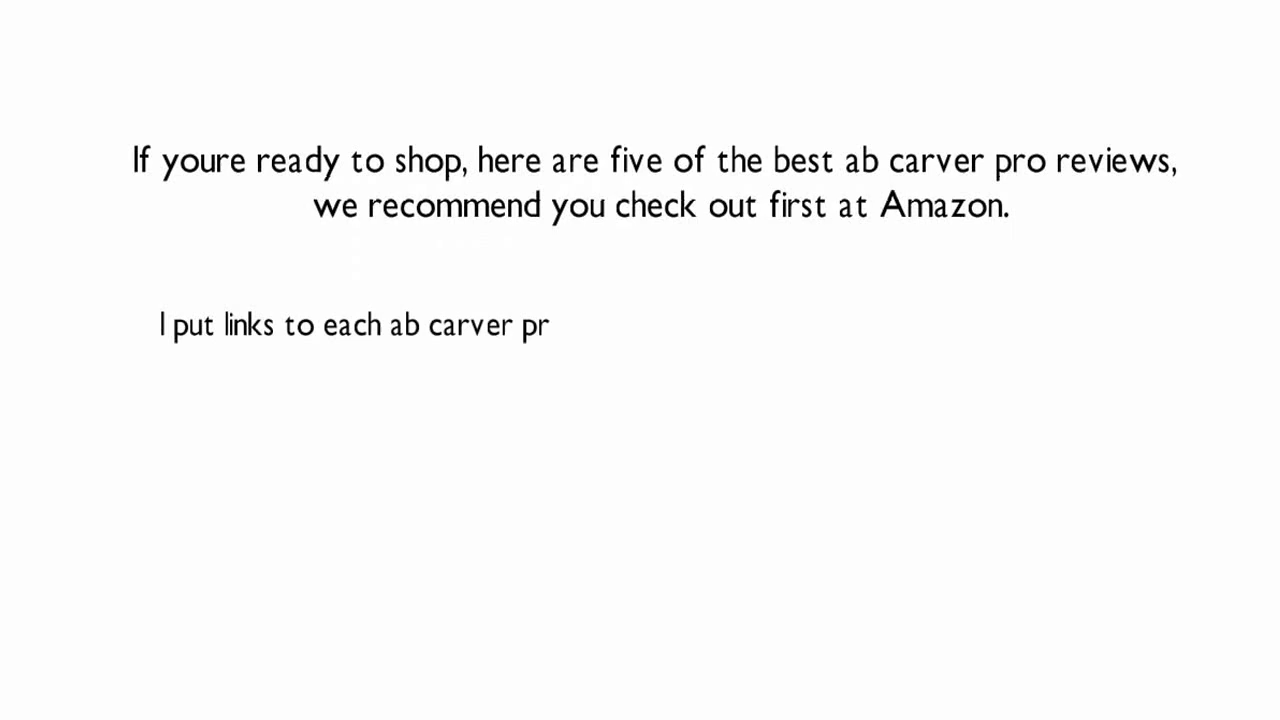 If youre ready to shop, here are five of the best ab carver pro reviews,
we recommend you check out first at Amazon.
I put links to each ab carver pr